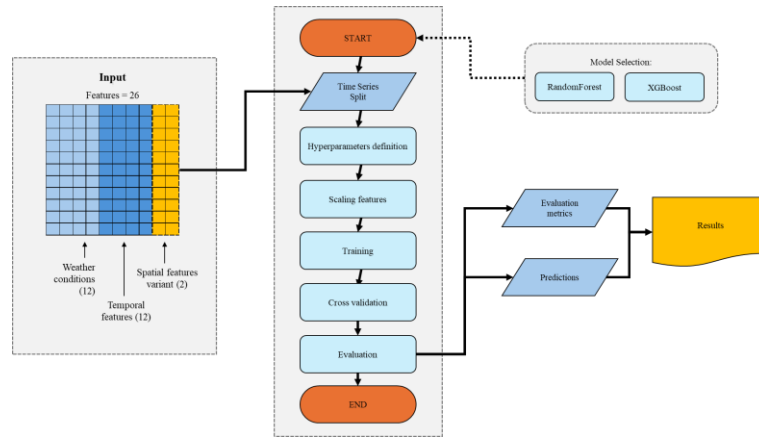 Input
Features = 26
Weather
conditions
(12)
Temporal
features (12)
Spatial features
variant (2)
START
Time Series
Split
Hyperparameters definition
Scaling features
Training
Cross validation
Evaluation
END
Model Selection:
RandomForest
XGBoost
Evaluation
metrics
Predictions
Results